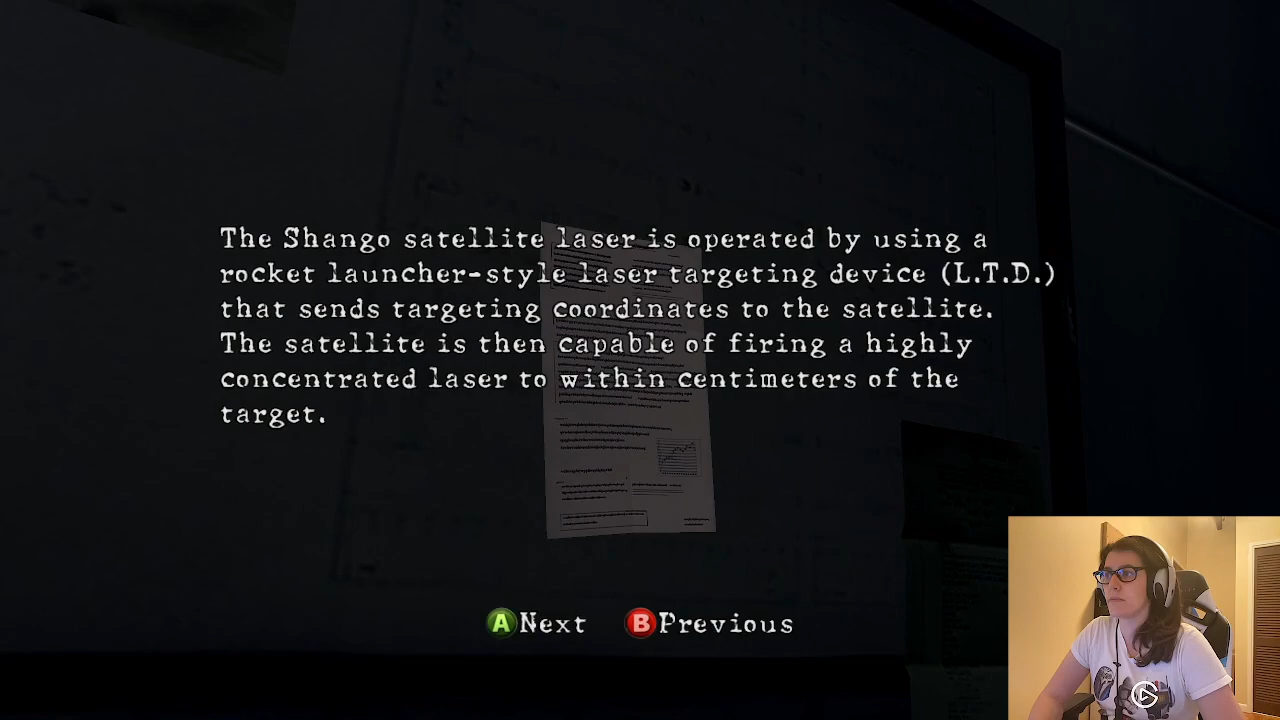 The Shango satellite laser is operated by using a
rocket launcher-style laser targeting device (L.T.D.)
that sends targeting coordinates to the satellite.
The satellite is then capable of firing a highly
concentrated laser to within centimeters of the
target.
A Next B Previous